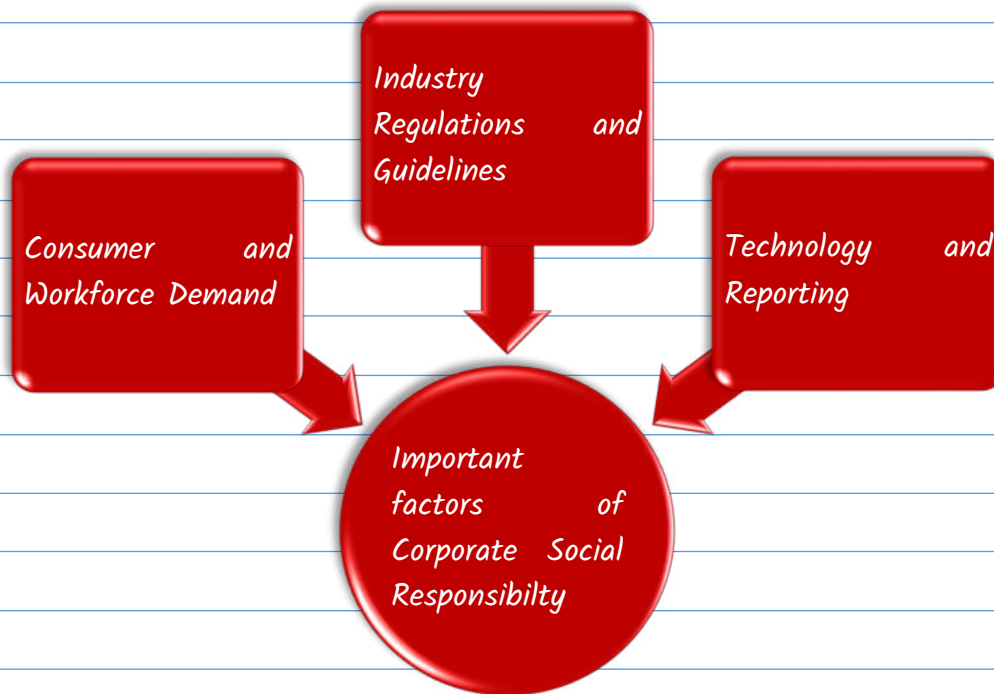 Industry
Regulations and
Guidelines
Consumer and
Workforce Demand
Technology and
Reporting
Important
factors of
Corporate Social
Responsibilty